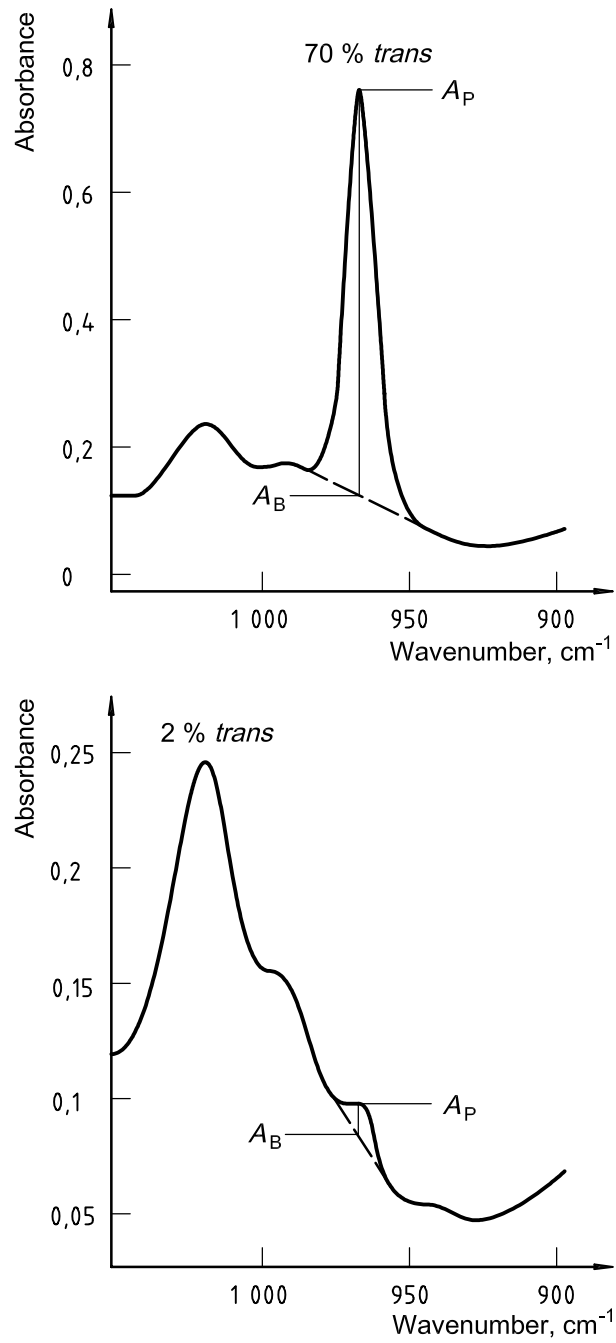 Absorbance
70 % trans
0,8
A_P
0,6
0,4
0,2
A_B
0
1 000
950
900
Wavenumber, cm⁻¹
Absorbance
2 % trans
0,25
0,2
0,15
0,1
A_P
A_B
0,05
1 000
950
900
Wavenumber, cm⁻¹